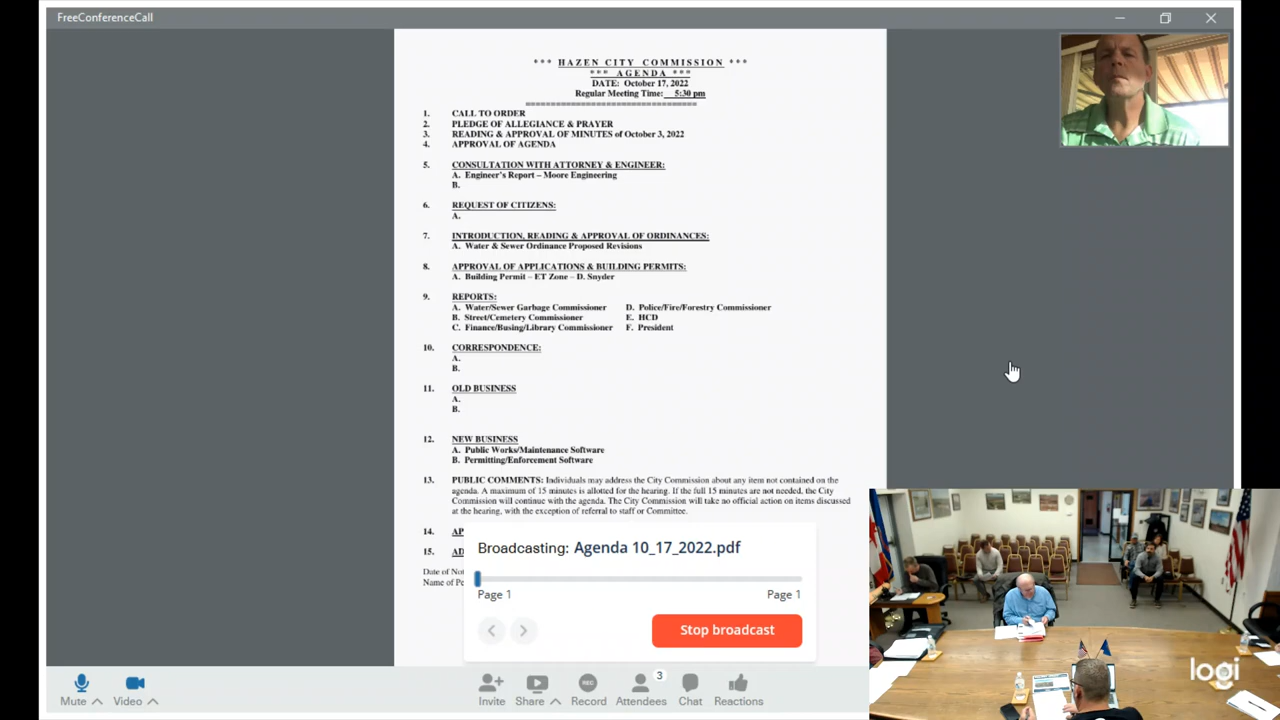 FreeConferenceCall
*** HAZEN CITY COMMISSION ***
*** AGENDA ***
DATE: October 17, 2022
Regular Meeting Time: 5:30 pm
1. CALL TO ORDER
2. PLEDGE OF ALLEGIANCE & PRAYER
3. READING & APPROVAL OF MINUTES of October 3, 2022
4. APPROVAL OF AGENDA
5. CONSULTATION WITH ATTORNEY & ENGINEER:
A. Engineer's Report – Moore Engineering
B.
6. REQUEST OF CITIZENS:
A.
7. INTRODUCTION, READING & APPROVAL OF ORDINANCES:
A. Water & Sewer Ordinance Proposed Revisions
8. APPROVAL OF APPLICATIONS & BUILDING PERMITS:
A. Building Permit – ET Zone – D. Snyder
9. REPORTS:
A. Water/Sewer Garbage Commissioner D. Police/Fire/Forestry Commissioner
B. Street/Cemetery Commissioner E. HCD
C. Finance/Busing/Library Commissioner F. President
10. CORRESPONDENCE:
A.
B.
11. OLD BUSINESS
A.
B.
12. NEW BUSINESS
A. Public Works/Maintenance Software
B. Permitting/Enforcement Software
13. PUBLIC COMMENTS: Individuals may address the City Commission about any item not contained on the
agenda. A maximum of 15 minutes is allotted for the hearing. If the full 15 minutes are not needed, the City
Commission will continue with the agenda. The City Commission will take no official action on items discussed
at the hearing, with the exception of referral to staff or Committee.
14. AP
15. AD
Date of Not
Name of Pe
Broadcasting: Agenda 10_17_2022.pdf
Page 1 Page 1
Stop broadcast
Mute Video Invite Share Record Attendees 3 Chat Reactions
logi